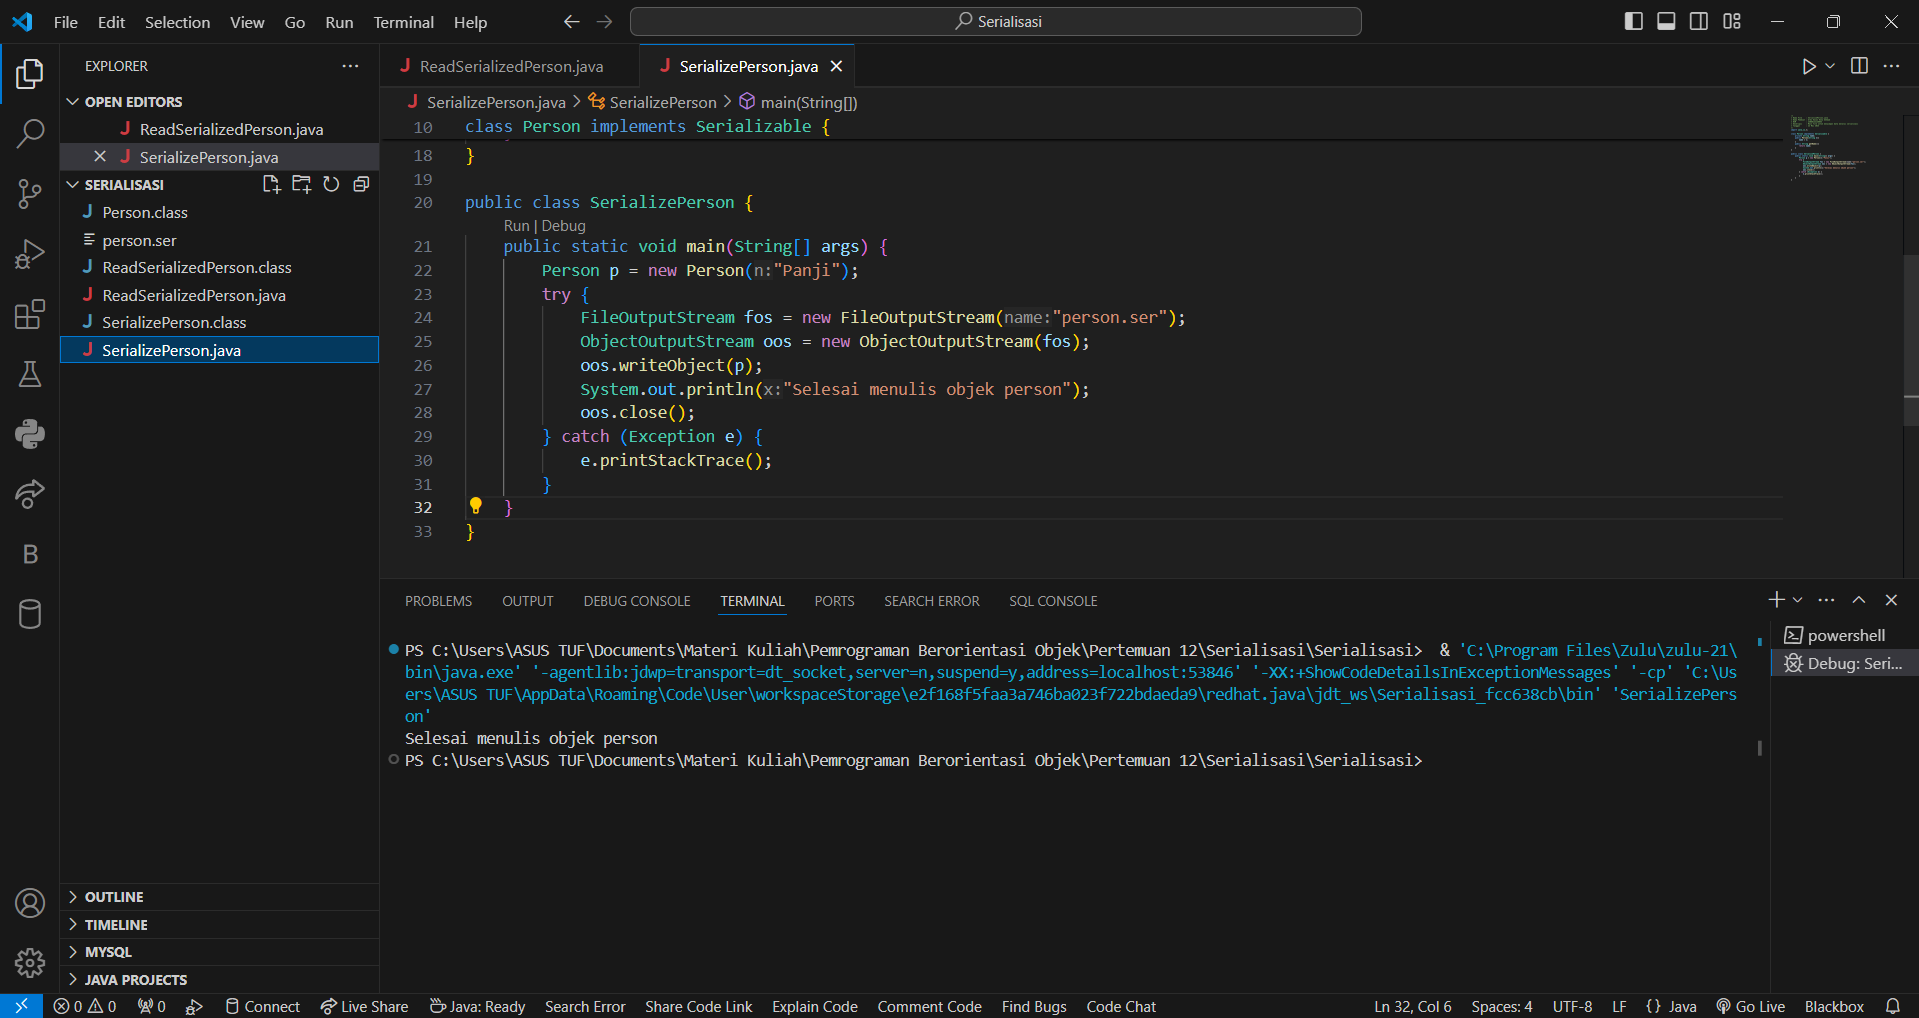 File Edit Selection View Go Run Terminal Help
Serialisasi
EXPLORER
OPEN EDITORS
ReadSerializedPerson.java
SerializePerson.java
SERIALISASI
Person.class
person.ser
ReadSerializedPerson.class
ReadSerializedPerson.java
SerializePerson.class
SerializePerson.java
OUTLINE
TIMELINE
MYSQL
JAVA PROJECTS
ReadSerializedPerson.java SerializePerson.java
SerializePerson.java > SerializePerson > main(String[])
10 class Person implements Serializable {
18 }
19
20 public class SerializePerson {
Run | Debug
21 public static void main(String[] args) {
22 Person p = new Person(n:"Panji");
23 try {
24 FileOutputStream fos = new FileOutputStream(name:"person.ser");
25 ObjectOutputStream oos = new ObjectOutputStream(fos);
26 oos.writeObject(p);
27 System.out.println(x:"Selesai menulis objek person");
28 oos.close();
29 } catch (Exception e) {
30 e.printStackTrace();
31 }
32 }
33 }
PROBLEMS OUTPUT DEBUG CONSOLE TERMINAL PORTS SEARCH ERROR SQL CONSOLE
PS C:\Users\ASUS TUF\Documents\Materi Kuliah\Pemrograman Berorientasi Objek\Pertemuan 12\Serialisasi\Serialisasi> & 'C:\Program Files\Zulu\zulu-21\
bin\java.exe' '-agentlib:jdwp=transport=dt_socket,server=n,suspend=y,address=localhost:53846' '-XX:+ShowCodeDetailsInExceptionMessages' '-cp' 'C:\Us
ers\ASUS TUF\AppData\Roaming\Code\User\workspaceStorage\e2f168f5faa3a746ba023f722bdaeda9\redhat.java\jdt_ws\Serialisasi_fcc638cb\bin' 'SerializePers
on'
Selesai menulis objek person
PS C:\Users\ASUS TUF\Documents\Materi Kuliah\Pemrograman Berorientasi Objek\Pertemuan 12\Serialisasi\Serialisasi>
powershell
Debug: Seri...
0 0 0 Connect Live Share Java: Ready Search Error Share Code Link Explain Code Comment Code Find Bugs Code Chat Ln 32, Col 6 Spaces: 4 UTF-8 LF {} Java Go Live Blackbox